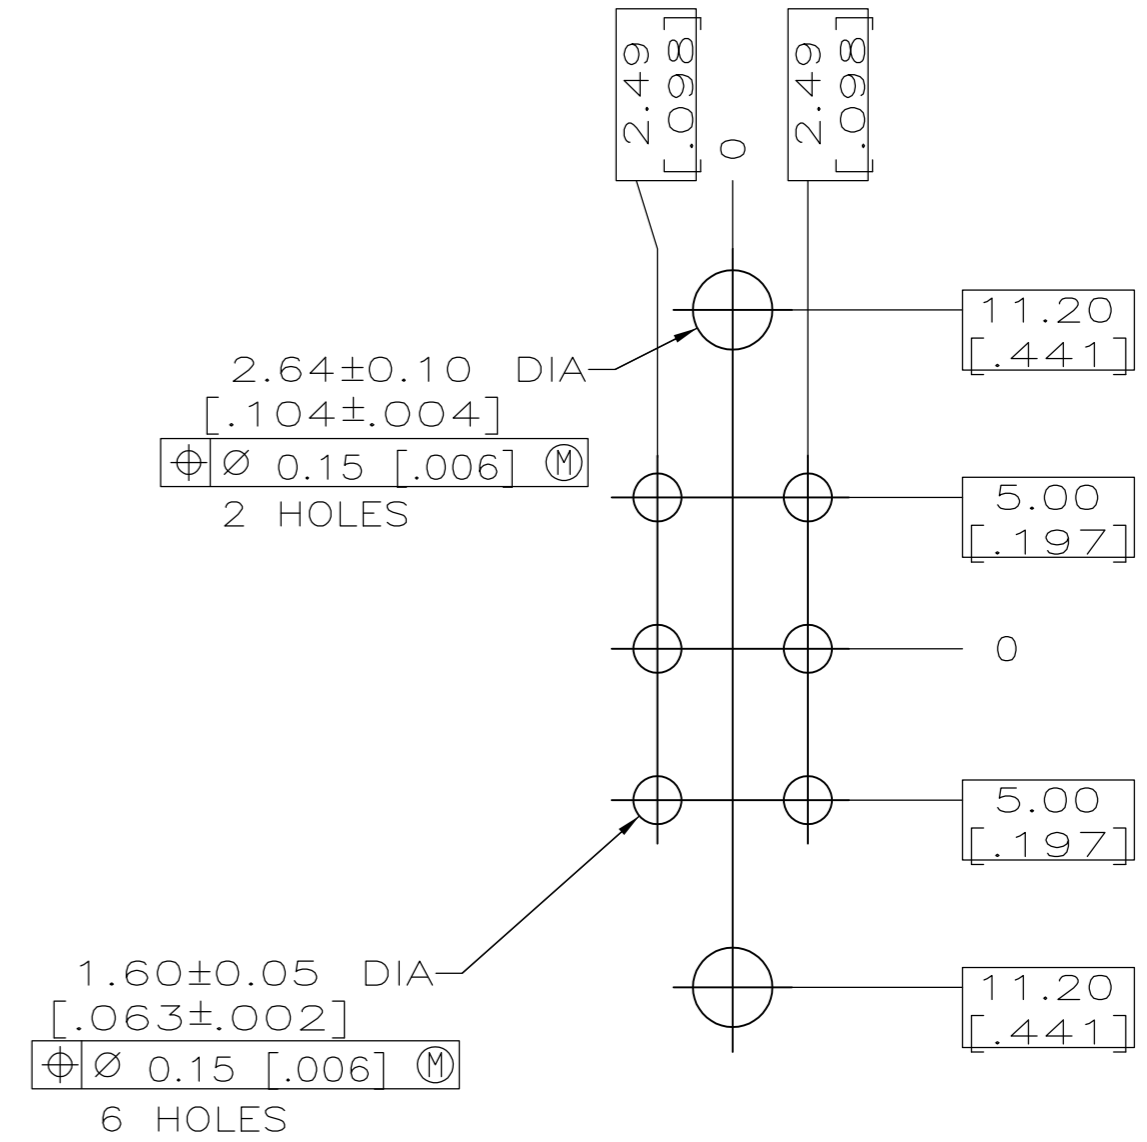 2.49
[.098]
0
2.49
[.098]
11.20
[.441]
2.64±0.10 DIA
[.104±.004]
⌖ ⌀ 0.15 [.006] Ⓜ
2 HOLES
5.00
[.197]
0
5.00
[.197]
1.60±0.05 DIA
[.063±.002]
⌖ ⌀ 0.15 [.006] Ⓜ
6 HOLES
11.20
[.441]